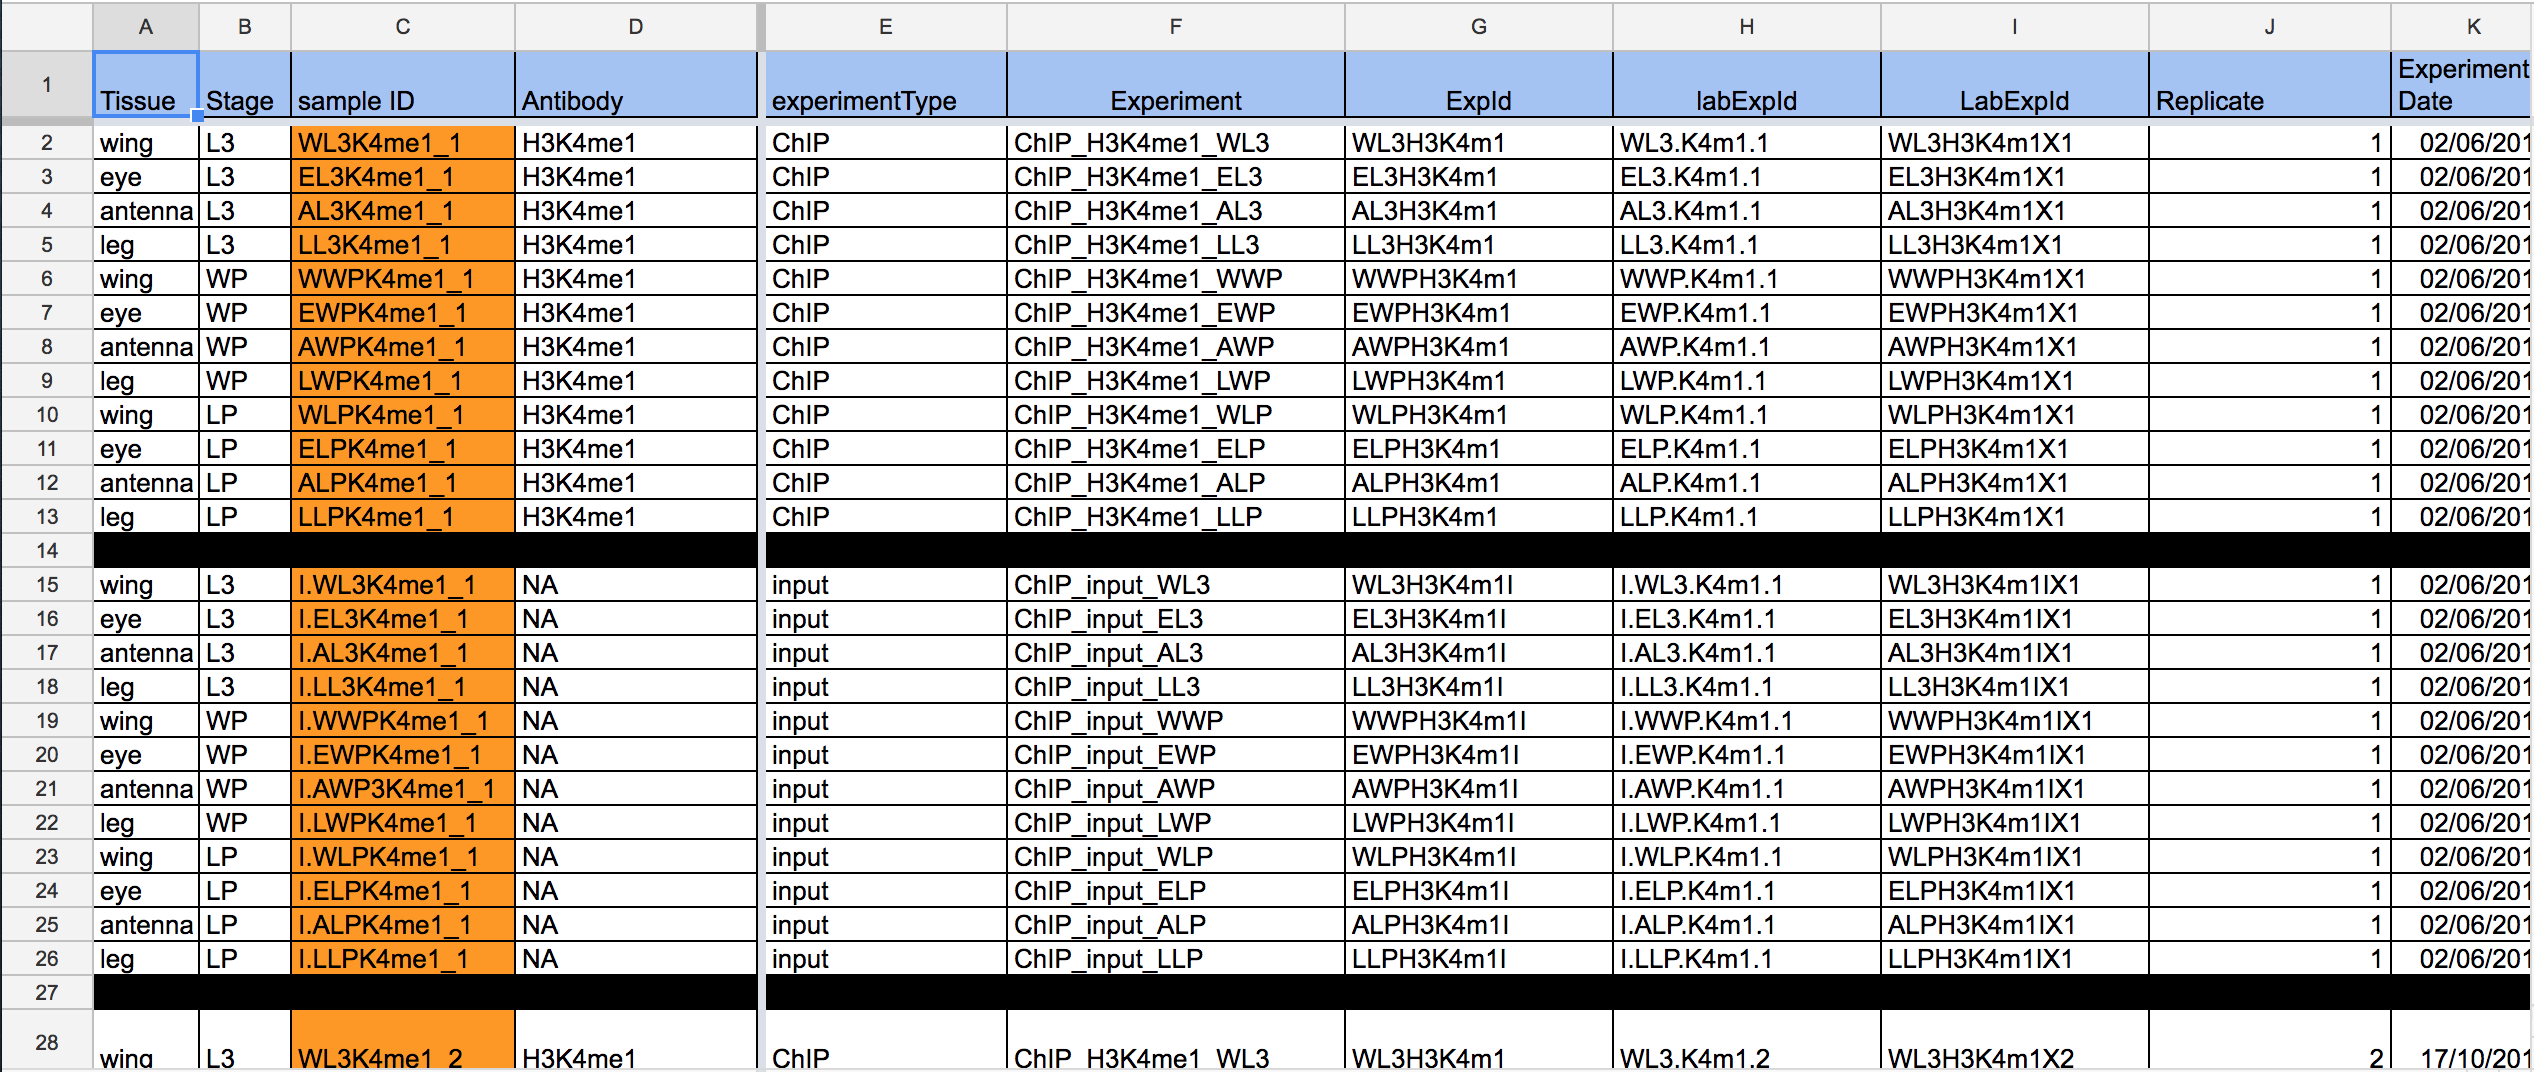 A B C D E F G H I J K
1 Tissue Stage sample ID Antibody experimentType Experiment ExpId labExpId LabExpId Replicate Experiment Date
2 wing L3 WL3K4me1_1 H3K4me1 ChIP ChIP_H3K4me1_WL3 WL3H3K4m1 WL3.K4m1.1 WL3H3K4m1X1 1 02/06/201
3 eye L3 EL3K4me1_1 H3K4me1 ChIP ChIP_H3K4me1_EL3 EL3H3K4m1 EL3.K4m1.1 EL3H3K4m1X1 1 02/06/201
4 antenna L3 AL3K4me1_1 H3K4me1 ChIP ChIP_H3K4me1_AL3 AL3H3K4m1 AL3.K4m1.1 AL3H3K4m1X1 1 02/06/201
5 leg L3 LL3K4me1_1 H3K4me1 ChIP ChIP_H3K4me1_LL3 LL3H3K4m1 LL3.K4m1.1 LL3H3K4m1X1 1 02/06/201
6 wing WP WWPK4me1_1 H3K4me1 ChIP ChIP_H3K4me1_WWP WWPH3K4m1 WWP.K4m1.1 WWPH3K4m1X1 1 02/06/201
7 eye WP EWPK4me1_1 H3K4me1 ChIP ChIP_H3K4me1_EWP EWPH3K4m1 EWP.K4m1.1 EWPH3K4m1X1 1 02/06/201
8 antenna WP AWPK4me1_1 H3K4me1 ChIP ChIP_H3K4me1_AWP AWPH3K4m1 AWP.K4m1.1 AWPH3K4m1X1 1 02/06/201
9 leg WP LWPK4me1_1 H3K4me1 ChIP ChIP_H3K4me1_LWP LWPH3K4m1 LWP.K4m1.1 LWPH3K4m1X1 1 02/06/201
10 wing LP WLPK4me1_1 H3K4me1 ChIP ChIP_H3K4me1_WLP WLPH3K4m1 WLP.K4m1.1 WLPH3K4m1X1 1 02/06/201
11 eye LP ELPK4me1_1 H3K4me1 ChIP ChIP_H3K4me1_ELP ELPH3K4m1 ELP.K4m1.1 ELPH3K4m1X1 1 02/06/201
12 antenna LP ALPK4me1_1 H3K4me1 ChIP ChIP_H3K4me1_ALP ALPH3K4m1 ALP.K4m1.1 ALPH3K4m1X1 1 02/06/201
13 leg LP LLPK4me1_1 H3K4me1 ChIP ChIP_H3K4me1_LLP LLPH3K4m1 LLP.K4m1.1 LLPH3K4m1X1 1 02/06/201
14
15 wing L3 I.WL3K4me1_1 NA input ChIP_input_WL3 WL3H3K4m1I I.WL3.K4m1.1 WL3H3K4m1IX1 1 02/06/201
16 eye L3 I.EL3K4me1_1 NA input ChIP_input_EL3 EL3H3K4m1I I.EL3.K4m1.1 EL3H3K4m1IX1 1 02/06/201
17 antenna L3 I.AL3K4me1_1 NA input ChIP_input_AL3 AL3H3K4m1I I.AL3.K4m1.1 AL3H3K4m1IX1 1 02/06/201
18 leg L3 I.LL3K4me1_1 NA input ChIP_input_LL3 LL3H3K4m1I I.LL3.K4m1.1 LL3H3K4m1IX1 1 02/06/201
19 wing WP I.WWPK4me1_1 NA input ChIP_input_WWP WWPH3K4m1I I.WWP.K4m1.1 WWPH3K4m1IX1 1 02/06/201
20 eye WP I.EWPK4me1_1 NA input ChIP_input_EWP EWPH3K4m1I I.EWP.K4m1.1 EWPH3K4m1IX1 1 02/06/201
21 antenna WP I.AWP3K4me1_1 NA input ChIP_input_AWP AWPH3K4m1I I.AWP.K4m1.1 AWPH3K4m1IX1 1 02/06/201
22 leg WP I.LWPK4me1_1 NA input ChIP_input_LWP LWPH3K4m1I I.LWP.K4m1.1 LWPH3K4m1IX1 1 02/06/201
23 wing LP I.WLPK4me1_1 NA input ChIP_input_WLP WLPH3K4m1I I.WLP.K4m1.1 WLPH3K4m1IX1 1 02/06/201
24 eye LP I.ELPK4me1_1 NA input ChIP_input_ELP ELPH3K4m1I I.ELP.K4m1.1 ELPH3K4m1IX1 1 02/06/201
25 antenna LP I.ALPK4me1_1 NA input ChIP_input_ALP ALPH3K4m1I I.ALP.K4m1.1 ALPH3K4m1IX1 1 02/06/201
26 leg LP I.LLPK4me1_1 NA input ChIP_input_LLP LLPH3K4m1I I.LLP.K4m1.1 LLPH3K4m1IX1 1 02/06/201
27
28 wing L3 WL3K4me1_2 H3K4me1 ChIP ChIP_H3K4me1_WL3 WL3H3K4m1 WL3.K4m1.2 WL3H3K4m1X2 2 17/10/201